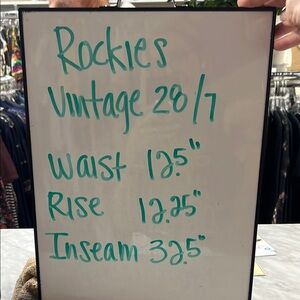 Rockies
Vintage 28/7
Waist 12.5"
Rise 12.25"
Inseam 32.5"